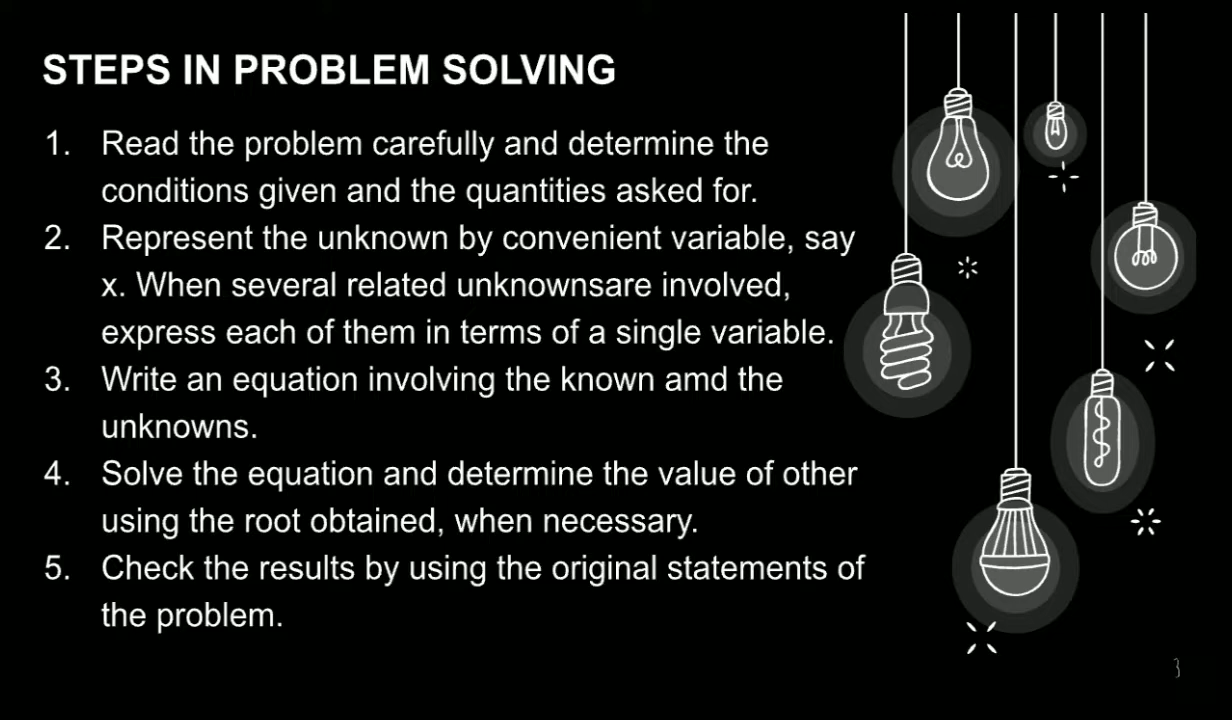 STEPS IN PROBLEM SOLVING
1. Read the problem carefully and determine the
conditions given and the quantities asked for.
2. Represent the unknown by convenient variable, say
x. When several related unknownsare involved,
express each of them in terms of a single variable.
3. Write an equation involving the known amd the
unknowns.
4. Solve the equation and determine the value of other
using the root obtained, when necessary.
5. Check the results by using the original statements of
the problem.
3